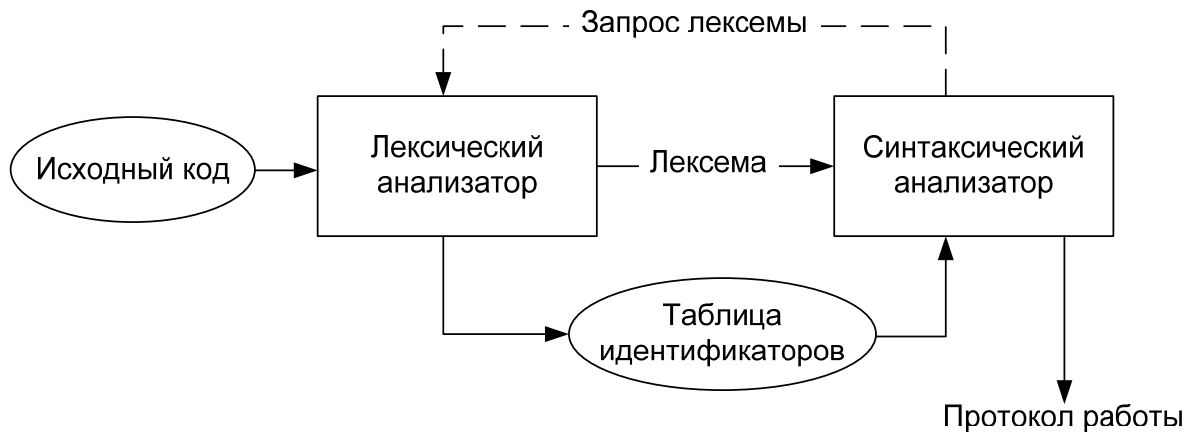 Запрос лексемы
Исходный код
Лексический
анализатор
Лексема
Синтаксический
анализатор
Таблица
идентификаторов
Протокол работы